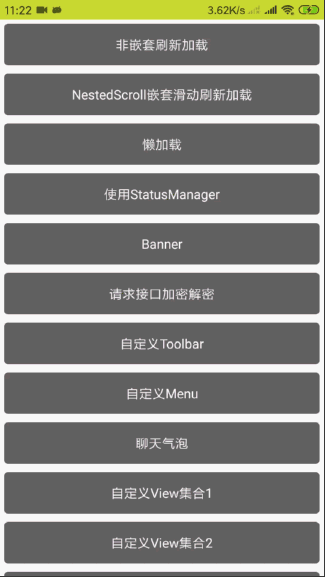 11:22 3.62K/s
非嵌套刷新加载
NestedScroll嵌套滑动刷新加载
懒加载
使用StatusManager
Banner
请求接口加密解密
自定义Toolbar
自定义Menu
聊天气泡
自定义View集合1
自定义View集合2